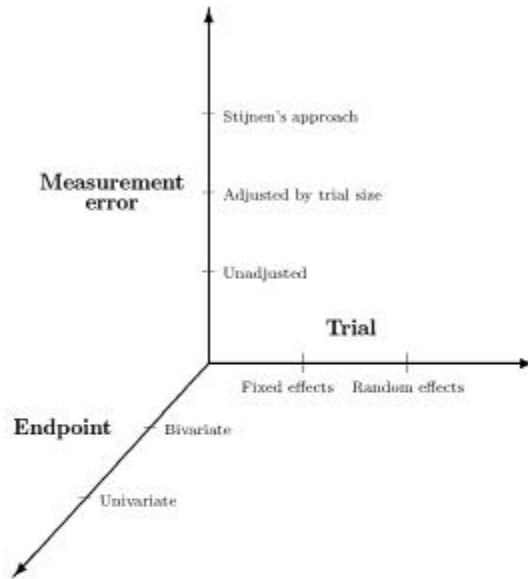 Stijnen's approach
Measurement
error
Adjusted by trial size
Unadjusted
Trial
Fixed effects
Random effects
Endpoint
Bivariate
Univariate